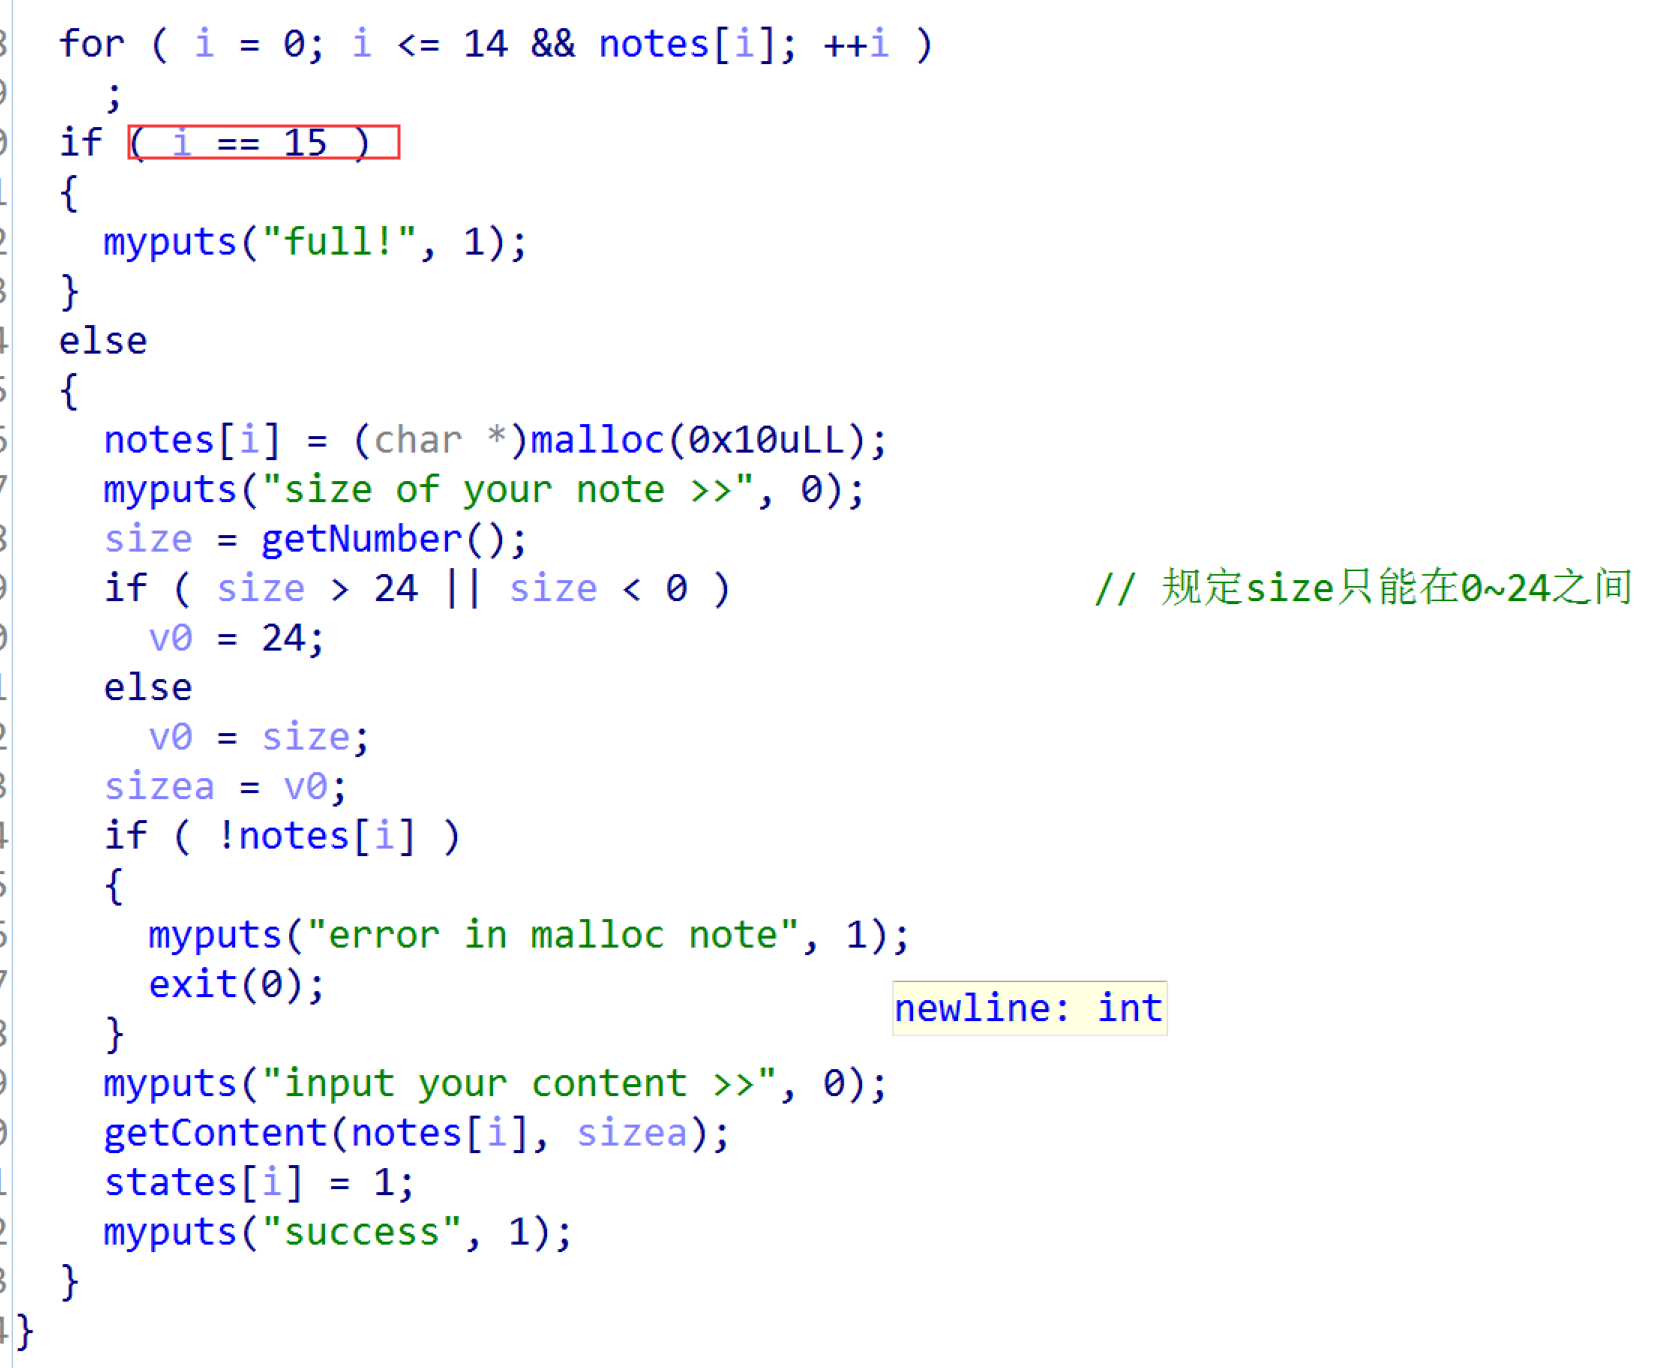 for ( i = 0; i <= 14 && notes[i]; ++i )
;
if ( i == 15 )
{
myputs("full!", 1);
}
else
{
notes[i] = (char *)malloc(0x10uLL);
myputs("size of your note >>", 0);
size = getNumber();
if ( size > 24 || size < 0 ) // 规定size只能在0~24之间
v0 = 24;
else
v0 = size;
sizea = v0;
if ( !notes[i] )
{
myputs("error in malloc note", 1);
exit(0);
newline: int
}
myputs("input your content >>", 0);
getContent(notes[i], sizea);
states[i] = 1;
myputs("success", 1);
}
}